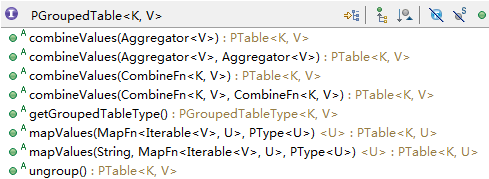 PGroupedTable<K, V>
combineValues(Aggregator<V>) : PTable<K, V>
combineValues(Aggregator<V>, Aggregator<V>) : PTable<K, V>
combineValues(CombineFn<K, V>) : PTable<K, V>
combineValues(CombineFn<K, V>, CombineFn<K, V>) : PTable<K, V>
getGroupedTableType() : PGroupedTableType<K, V>
mapValues(MapFn<Iterable<V>, U>, PType<U>) <U> : PTable<K, U>
mapValues(String, MapFn<Iterable<V>, U>, PType<U>) <U> : PTable<K, U>
ungroup() : PTable<K, V>